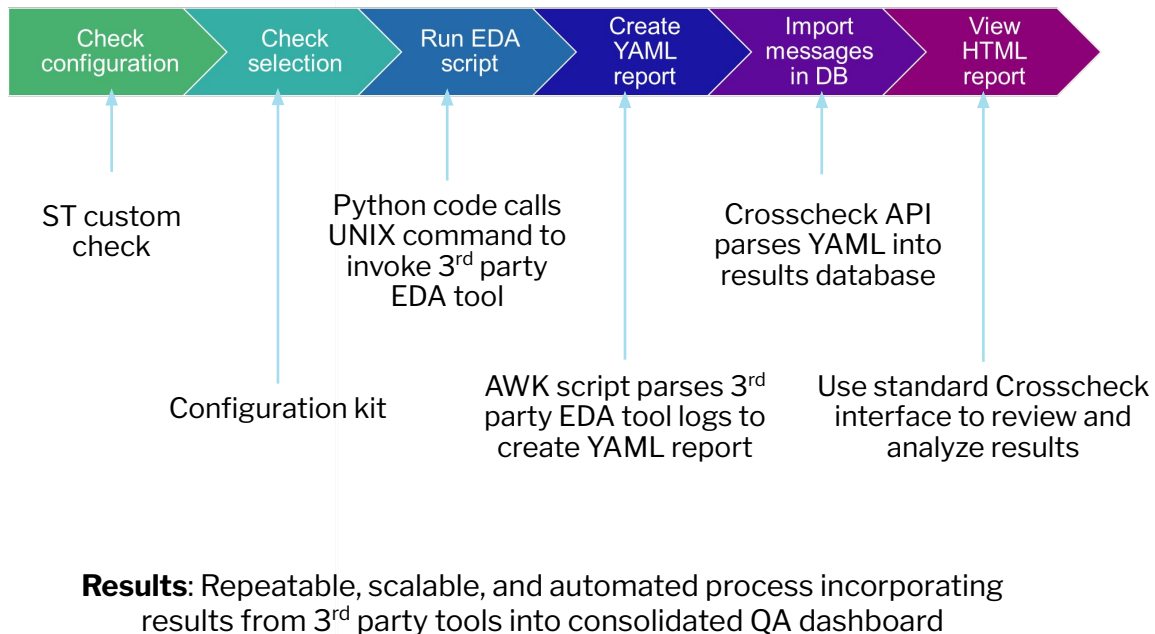 Check
configuration
Check
selection
Run EDA
script
Create
YAML
report
Import
messages
in DB
View
HTML
report
ST custom
check
Configuration kit
Python code calls
UNIX command to
invoke 3rd party
EDA tool
AWK script parses 3rd
party EDA tool logs to
create YAML report
Crosscheck API
parses YAML into
results database
Use standard Crosscheck
interface to review and
analyze results
Results: Repeatable, scalable, and automated process incorporating
results from 3rd party tools into consolidated QA dashboard